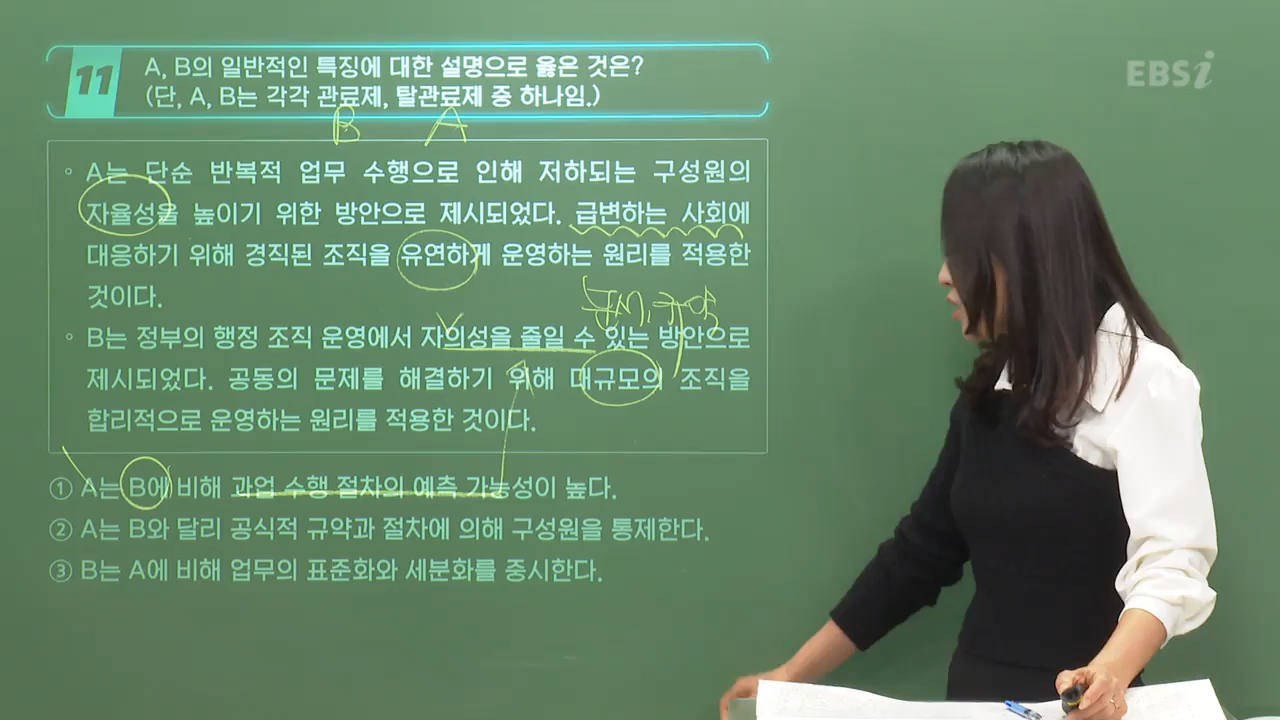 11
A, B의 일반적인 특징에 대한 설명으로 옳은 것은?
(단, A, B는 각각 관료제, 탈관료제 중 하나임.)
EBSi
B A
◦ A는 단순 반복적 업무 수행으로 인해 저하되는 구성원의
자율성을 높이기 위한 방안으로 제시되었다. 급변하는 사회에
대응하기 위해 경직된 조직을 유연하게 운영하는 원리를 적용한
것이다.
◦ B는 정부의 행정 조직 운영에서 자의성을 줄일 수 있는 방안으로
제시되었다. 공동의 문제를 해결하기 위해 대규모의 조직을
합리적으로 운영하는 원리를 적용한 것이다.
① A는 B에 비해 과업 수행 절차의 예측 가능성이 높다.
② A는 B와 달리 공식적 규약과 절차에 의해 구성원을 통제한다.
③ B는 A에 비해 업무의 표준화와 세분화를 중시한다.